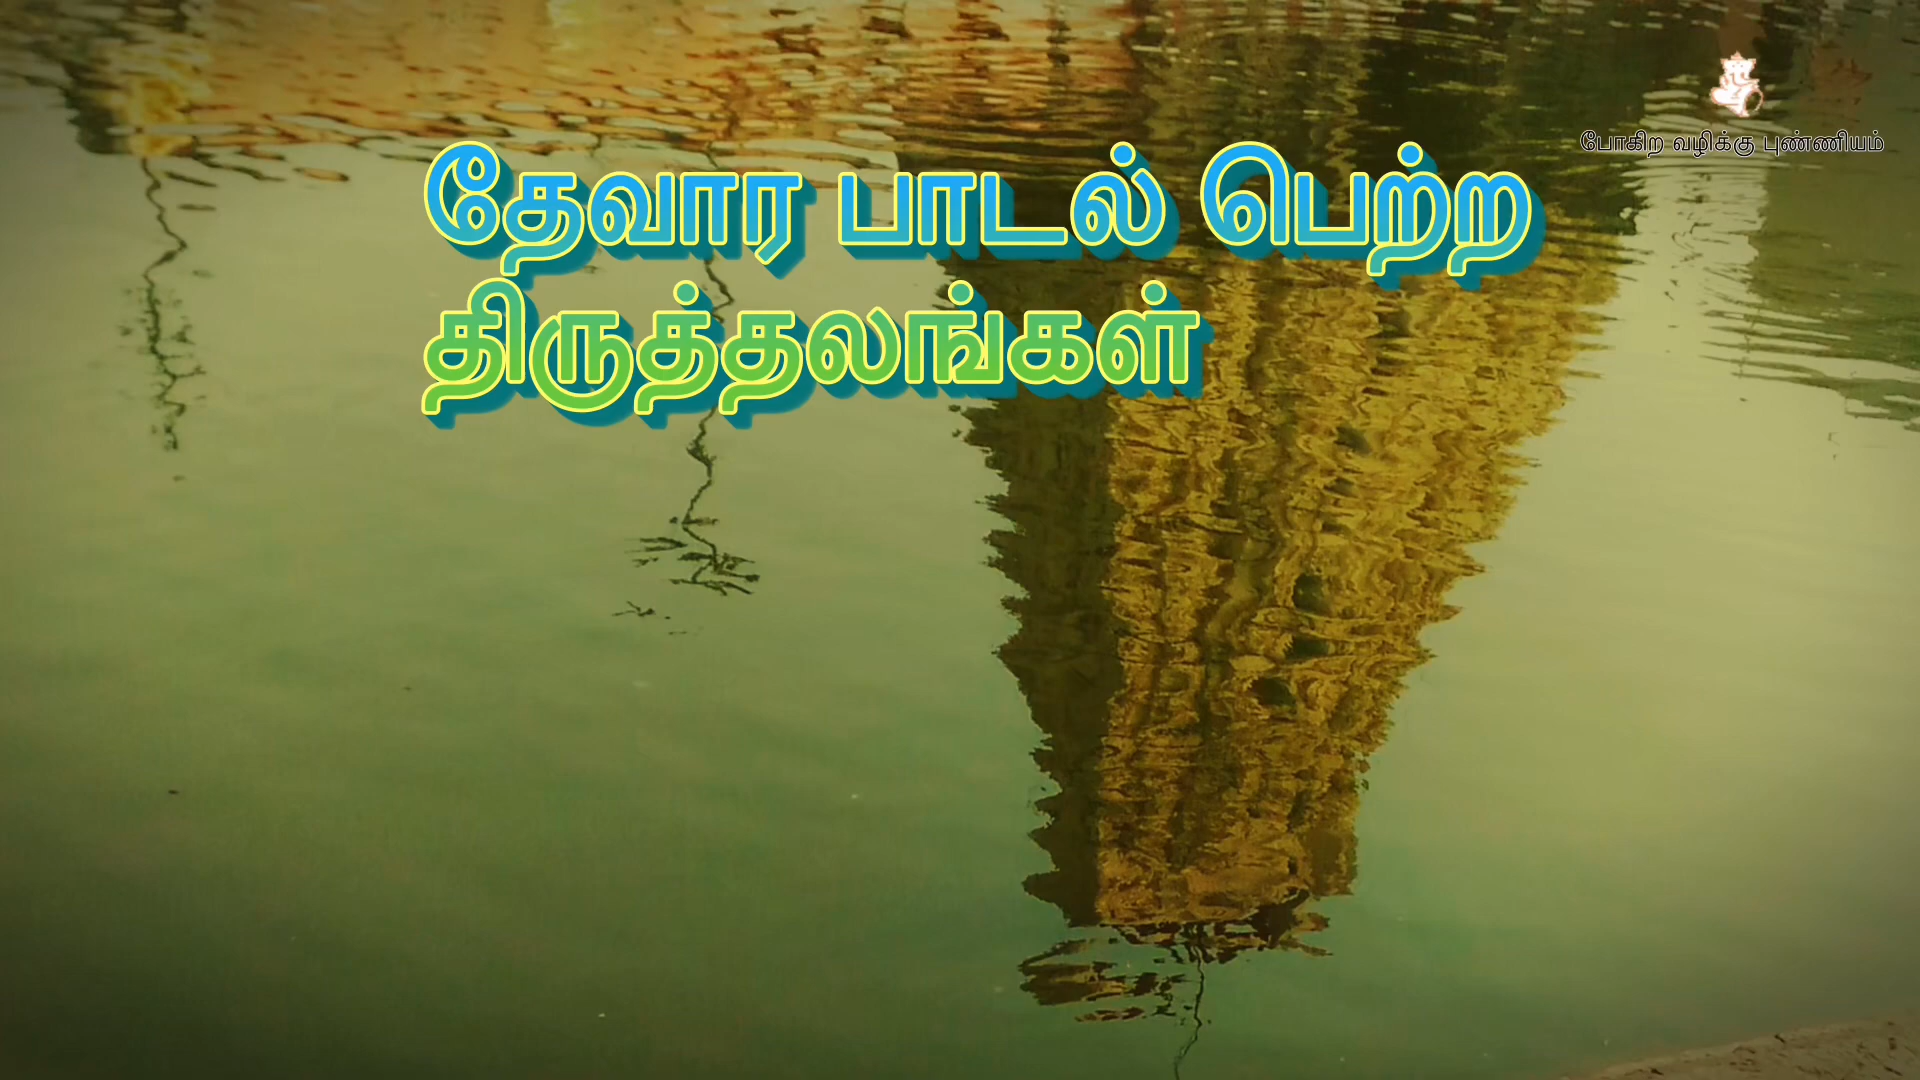 போகிற வழிக்கு புண்ணியம்
தேவார பாடல் பெற்ற
திருத்தலங்கள்